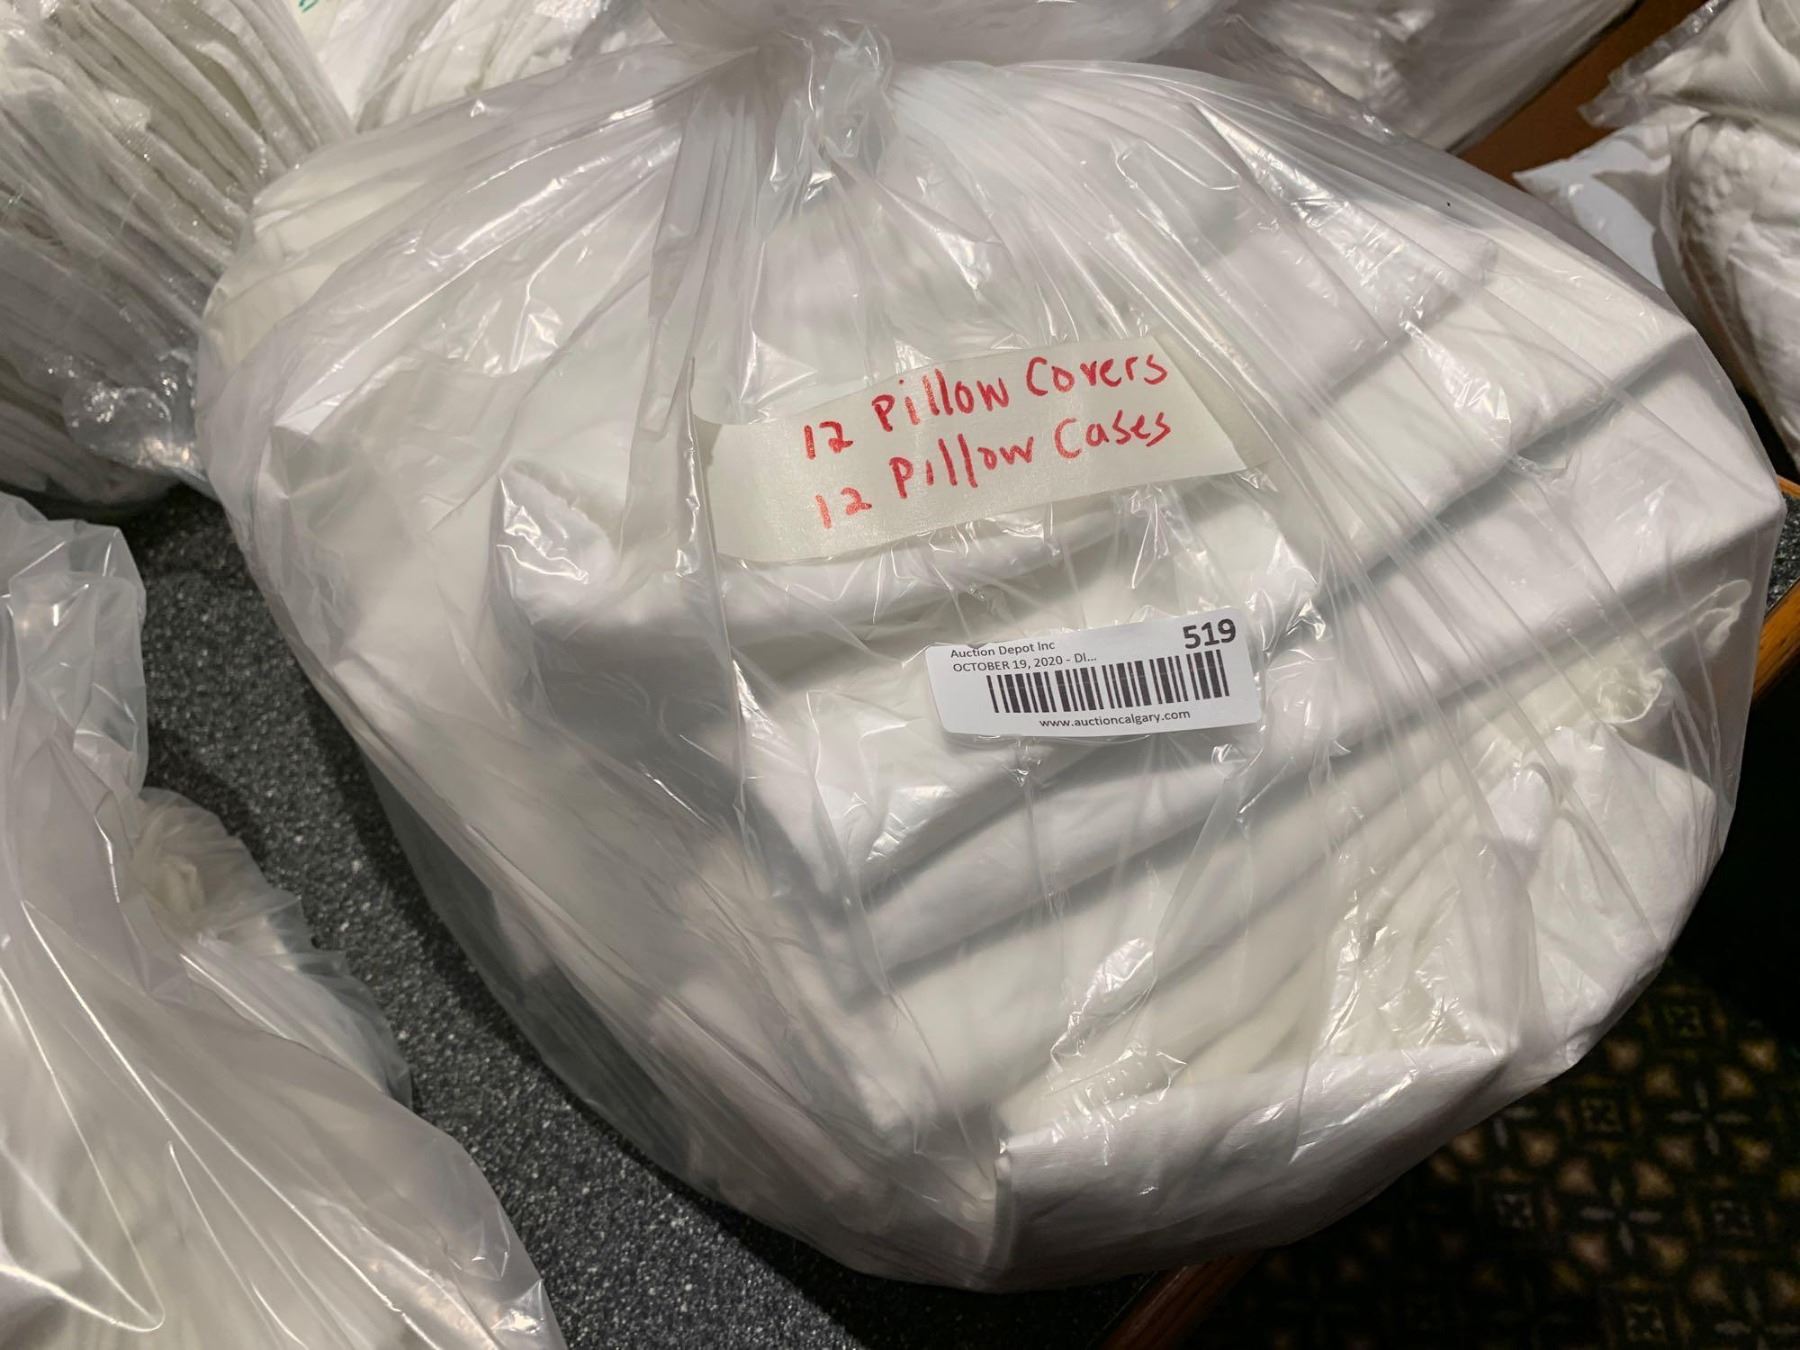 12 Pillow Covers
12 Pillow Cases
Auction Depot Inc
519
OCTOBER 19, 2020 - DI...
www.auctioncalgary.com